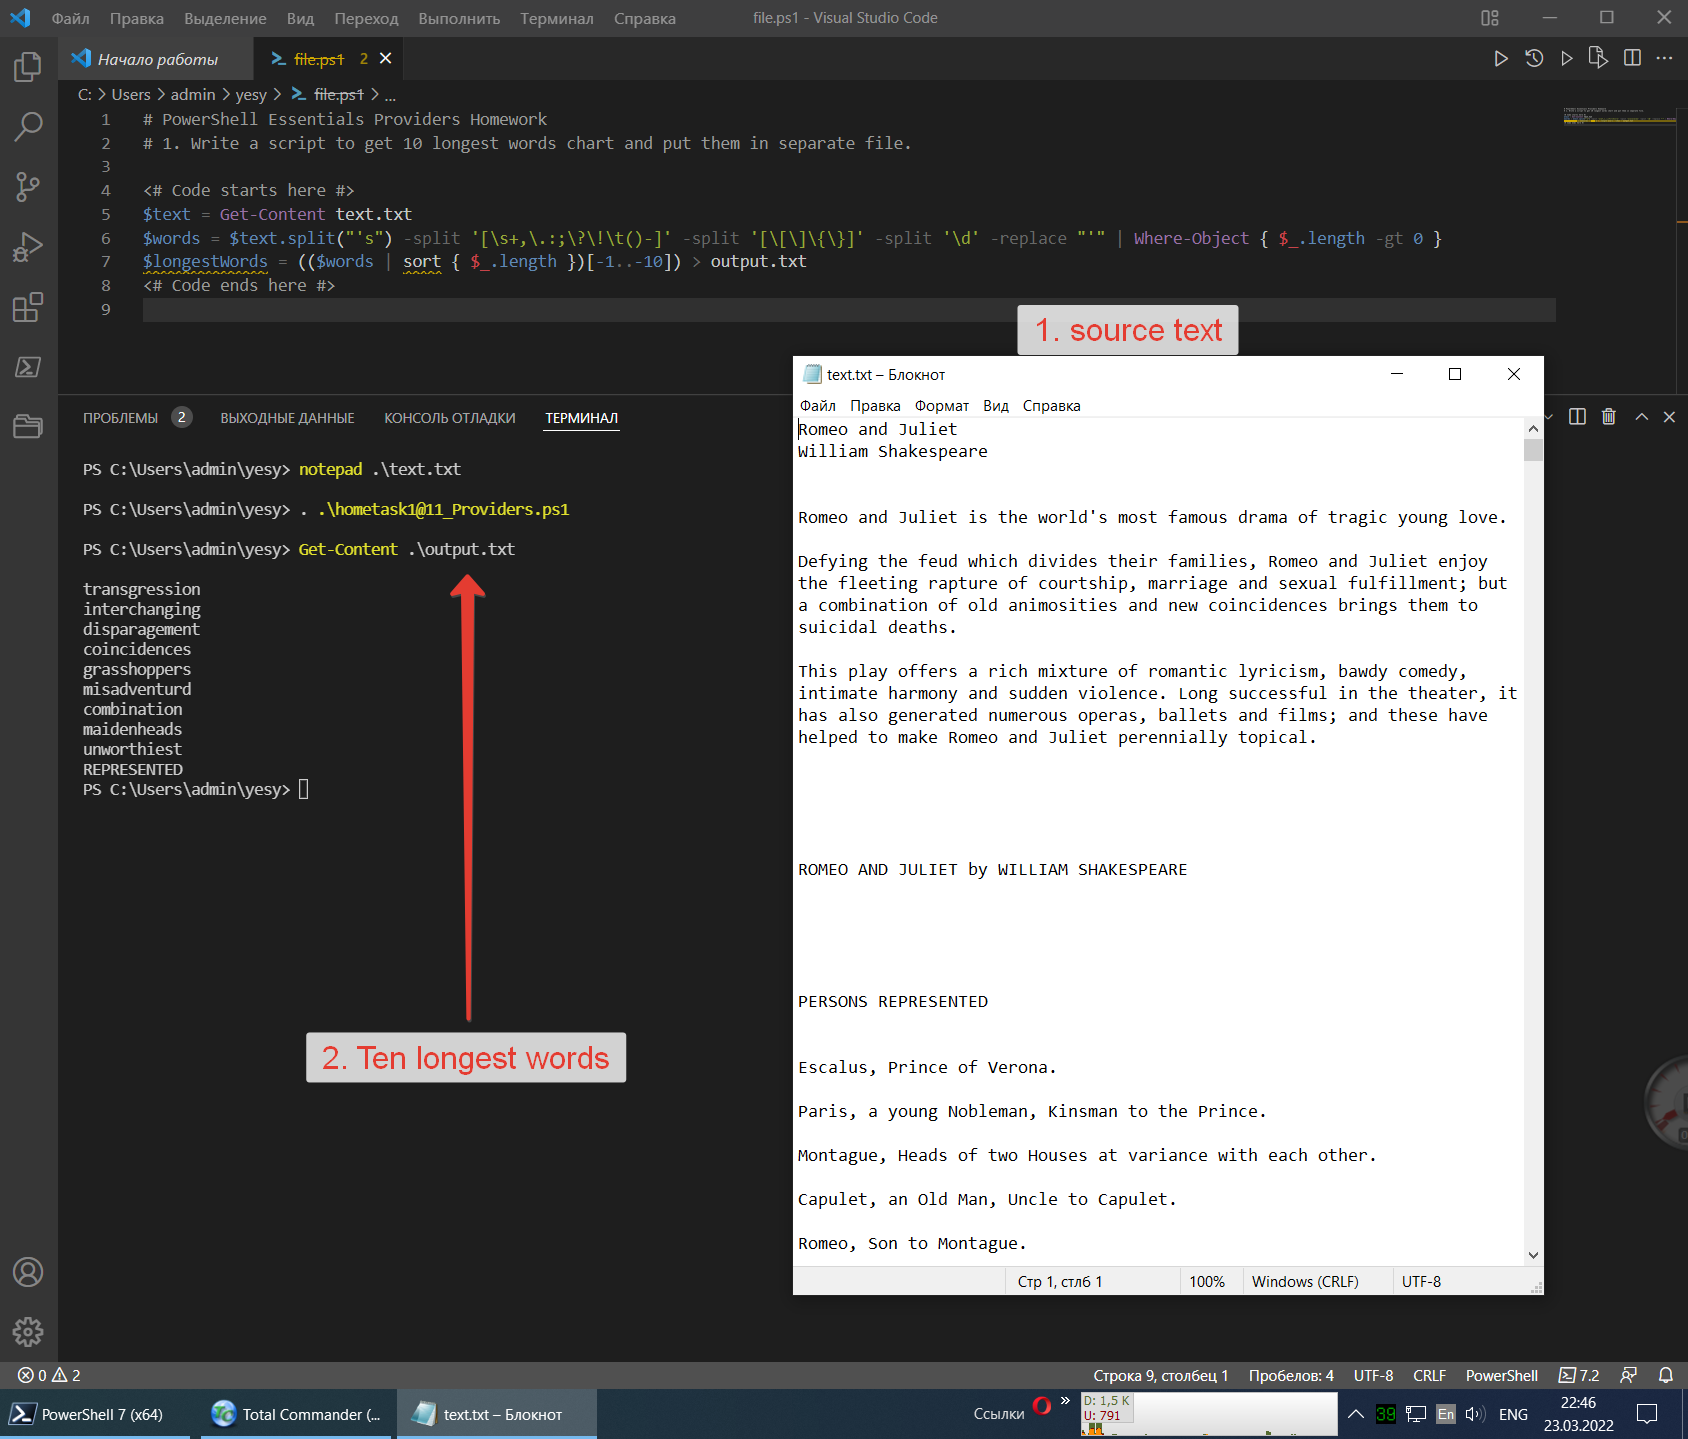 Файл Правка Выделение Вид Переход Выполнить Терминал Справка
file.ps1 - Visual Studio Code
Начало работы
file.ps1 2
C: > Users > admin > yesy > file.ps1 > ...
1 # PowerShell Essentials Providers Homework
2 # 1. Write a script to get 10 longest words chart and put them in separate file.
3
4 <# Code starts here #>
5 $text = Get-Content text.txt
6 $words = $text.split("'s") -split '[\s+,\.:;\?\!\t()-]' -split '[\[\]\{\}]' -split '\d' -replace "'" | Where-Object { $_.length -gt 0 }
7 $longestWords = (($words | sort { $_.length })[-1..-10]) > output.txt
8 <# Code ends here #>
9
1. source text
ПРОБЛЕМЫ 2 ВЫХОДНЫЕ ДАННЫЕ КОНСОЛЬ ОТЛАДКИ ТЕРМИНАЛ
PS C:\Users\admin\yesy> notepad .\text.txt
PS C:\Users\admin\yesy> . .\hometask1@11_Providers.ps1
PS C:\Users\admin\yesy> Get-Content .\output.txt
transgression
interchanging
disparagement
coincidences
grasshoppers
misadventurd
combination
maidenheads
unworthiest
REPRESENTED
PS C:\Users\admin\yesy>
2. Ten longest words
text.txt – Блокнот
Файл Правка Формат Вид Справка
Romeo and Juliet
William Shakespeare
Romeo and Juliet is the world's most famous drama of tragic young love.
Defying the feud which divides their families, Romeo and Juliet enjoy
the fleeting rapture of courtship, marriage and sexual fulfillment; but
a combination of old animosities and new coincidences brings them to
suicidal deaths.
This play offers a rich mixture of romantic lyricism, bawdy comedy,
intimate harmony and sudden violence. Long successful in the theater, it
has also generated numerous operas, ballets and films; and these have
helped to make Romeo and Juliet perennially topical.
ROMEO AND JULIET by WILLIAM SHAKESPEARE
PERSONS REPRESENTED
Escalus, Prince of Verona.
Paris, a young Nobleman, Kinsman to the Prince.
Montague, Heads of two Houses at variance with each other.
Capulet, an Old Man, Uncle to Capulet.
Romeo, Son to Montague.
Стр 1, стлб 1 100% Windows (CRLF) UTF-8
0 2
Строка 9, столбец 1 Пробелов: 4 UTF-8 CRLF PowerShell 7.2
PowerShell 7 (x64)
Total Commander (...
text.txt – Блокнот
Ссылки »
D: 1,5 K
U: 791
39
En
ENG
22:46
23.03.2022